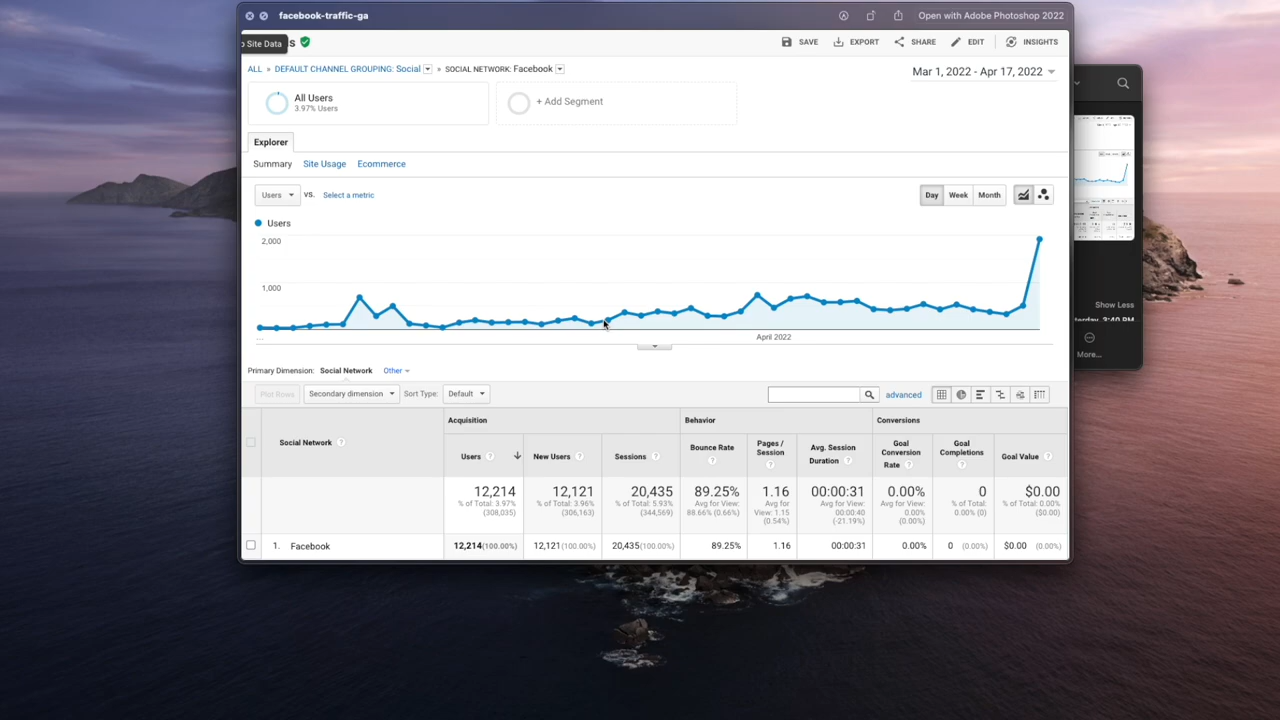 facebook-traffic-ga
Open with Adobe Photoshop 2022
Site Data
SAVE
EXPORT
SHARE
EDIT
INSIGHTS
ALL » DEFAULT CHANNEL GROUPING: Social » SOCIAL NETWORK: Facebook
Mar 1, 2022 - Apr 17, 2022
All Users
3.97% Users
+ Add Segment
Explorer
Summary Site Usage Ecommerce
Users VS. Select a metric
Day Week Month
Users
2,000
1,000
...
April 2022
Primary Dimension: Social Network Other
Plot Rows Secondary dimension Sort Type: Default
advanced
Social Network ?
Acquisition
Behavior
Conversions
Users ?
New Users ?
Sessions ?
Bounce Rate ?
Pages / Session ?
Avg. Session Duration ?
Goal Conversion Rate ?
Goal Completions ?
Goal Value ?
12,214
% of Total: 3.97%
(308,035)
12,121
% of Total: 3.96%
(306,163)
20,435
% of Total: 5.93%
(344,569)
89.25%
Avg for View:
88.66% (0.66%)
1.16
Avg for
View: 1.15
(0.54%)
00:00:31
Avg for View:
00:00:40
(-21.19%)
0.00%
Avg for View:
0.00%
(0.00%)
0
% of Total:
0.00% (0)
$0.00
% of Total: 0.00%
($0.00)
1. Facebook 12,214(100.00%) 12,121(100.00%) 20,435(100.00%) 89.25% 1.16 00:00:31 0.00% 0 (0.00%) $0.00 (0.00%)
Show Less
3:40 PM
More...